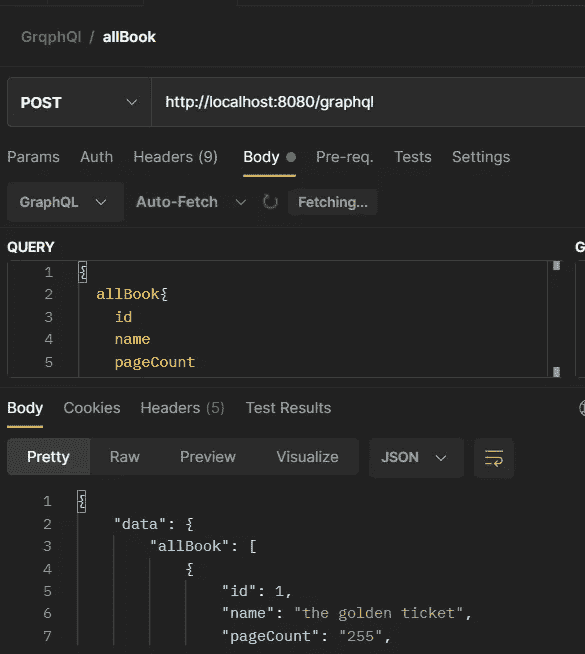 GrqphQl / allBook
POST http://localhost:8080/graphql
Params Auth Headers (9) Body Pre-req. Tests Settings
GraphQL Auto-Fetch Fetching...
QUERY G
1 {
2 allBook{
3 id
4 name
5 pageCount
Body Cookies Headers (5) Test Results
Pretty Raw Preview Visualize JSON
1 {
2 "data": {
3 "allBook": [
4 {
5 "id": 1,
6 "name": "the golden ticket",
7 "pageCount": "255",